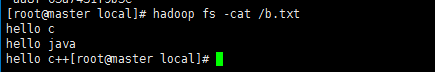 [root@master local]# hadoop fs -cat /b.txt
hello c
hello java
hello c++[root@master local]#